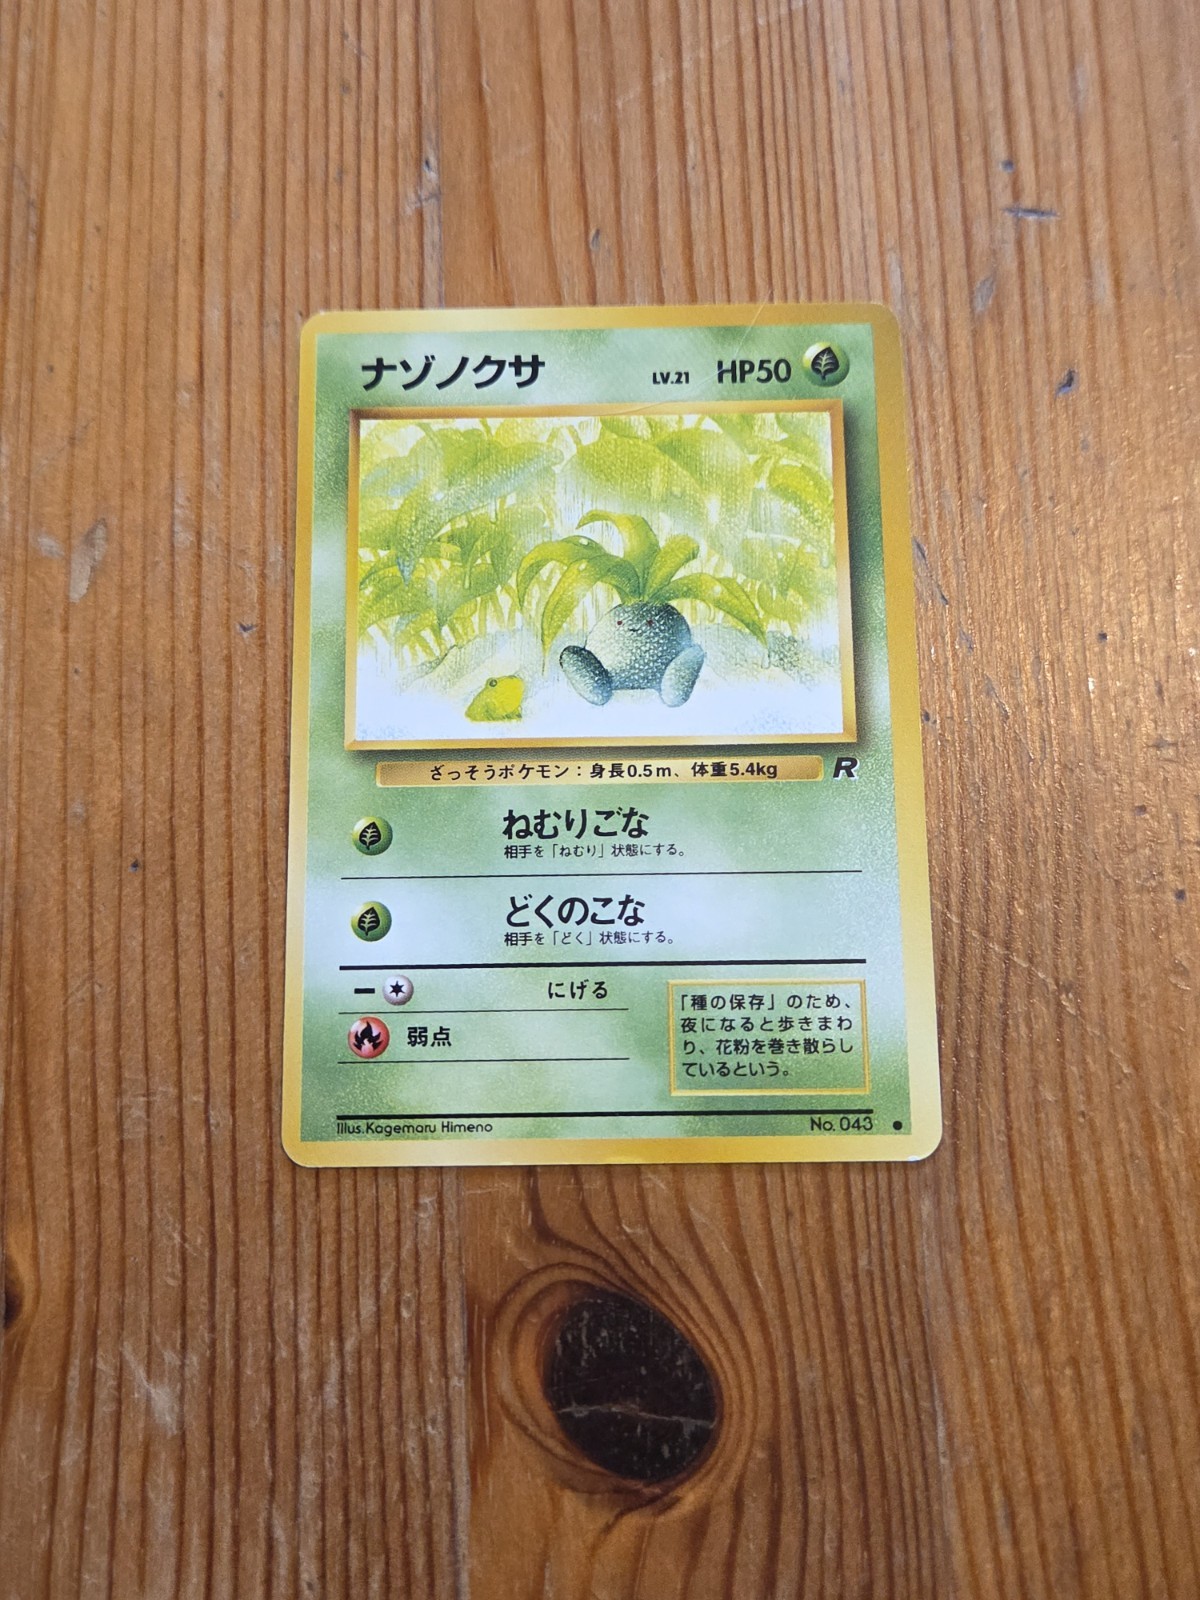 ナゾノクサ LV.21 HP50
ざっそうポケモン：身長0.5m、体重5.4kg R
ねむりごな
相手を「ねむり」状態にする。
どくのこな
相手を「どく」状態にする。
ー にげる
弱点
「種の保存」のため、
夜になると歩きまわ
り、花粉を巻き散らし
ているという。
Illus.Kagemaru Himeno No. 043 ●